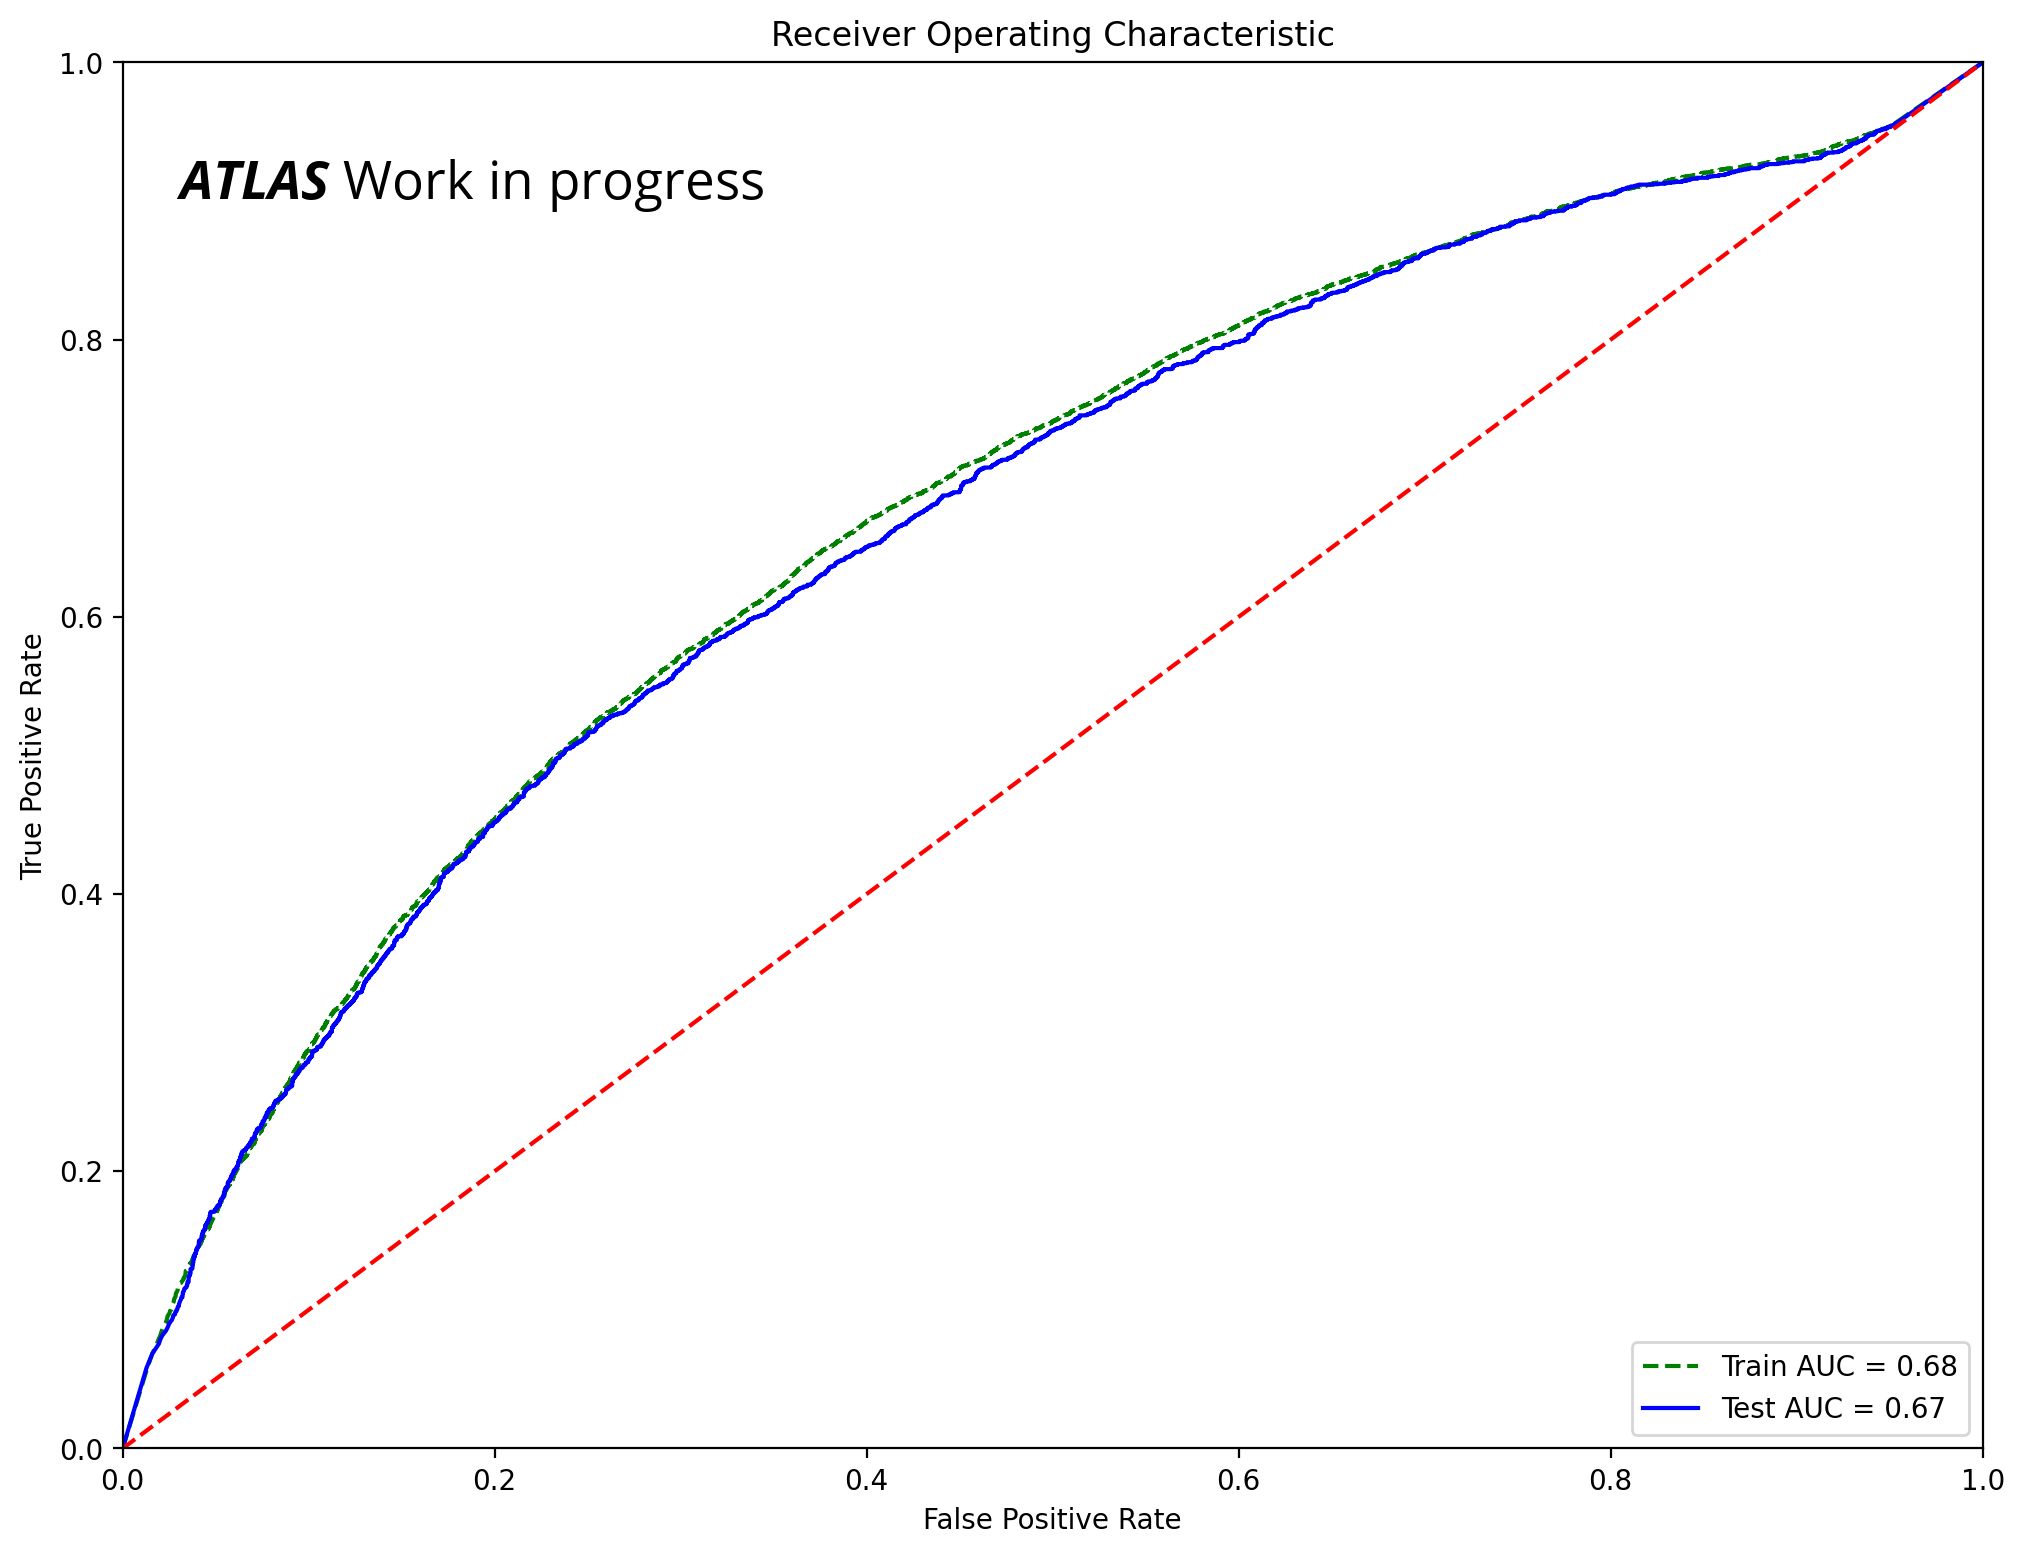 Receiver Operating Characteristic
ATLAS Work in progress
True Positive Rate
1.0
0.8
0.6
0.4
0.2
0.0
0.0 0.2 0.4 0.6 0.8 1.0
False Positive Rate
Train AUC = 0.68
Test AUC = 0.67